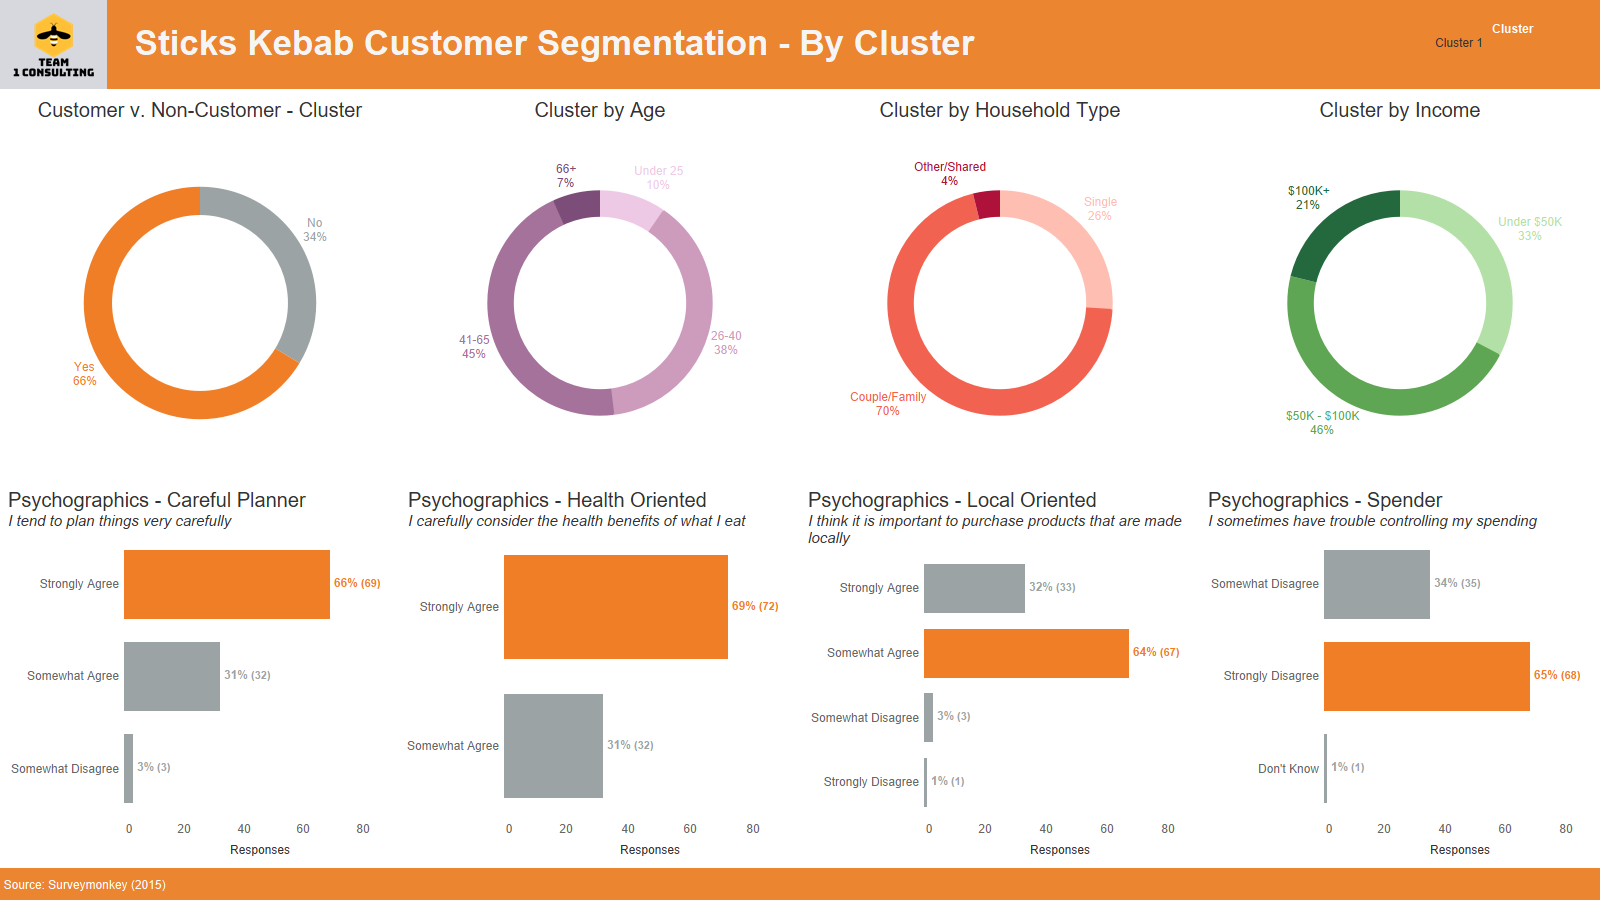 TEAM
1 CONSULTING
Sticks Kebab Customer Segmentation - By Cluster
Cluster
Cluster 1
Customer v. Non-Customer - Cluster
No
34%
Yes
66%
Cluster by Age
66+
7%
Under 25
10%
41-65
45%
26-40
38%
Cluster by Household Type
Other/Shared
4%
Single
26%
Couple/Family
70%
Cluster by Income
$100K+
21%
Under $50K
33%
$50K - $100K
46%
Psychographics - Careful Planner
I tend to plan things very carefully
Strongly Agree
66% (69)
Somewhat Agree
31% (32)
Somewhat Disagree
3% (3)
0 20 40 60 80
Responses
Psychographics - Health Oriented
I carefully consider the health benefits of what I eat
Strongly Agree
69% (72)
Somewhat Agree
31% (32)
0 20 40 60 80
Responses
Psychographics - Local Oriented
I think it is important to purchase products that are made
locally
Strongly Agree
32% (33)
Somewhat Agree
64% (67)
Somewhat Disagree
3% (3)
Strongly Disagree
1% (1)
0 20 40 60 80
Responses
Psychographics - Spender
I sometimes have trouble controlling my spending
Somewhat Disagree
34% (35)
Strongly Disagree
65% (68)
Don't Know
1% (1)
0 20 40 60 80
Responses
Source: Surveymonkey (2015)